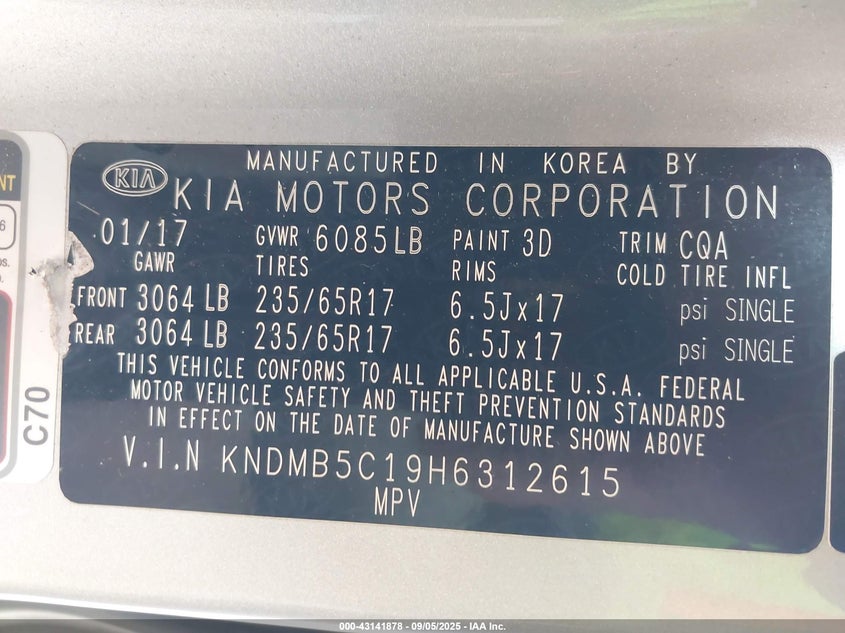 MANUFACTURED IN KOREA BY
KIA KIA MOTORS CORPORATION
01/17 GVWR 6085LB PAINT 3D TRIM CQA
GAWR TIRES RIMS COLD TIRE INFL
FRONT 3064 LB 235/65R17 6.5Jx17 psi SINGLE
REAR 3064 LB 235/65R17 6.5Jx17 psi SINGLE
THIS VEHICLE CONFORMS TO ALL APPLICABLE U.S.A. FEDERAL
MOTOR VEHICLE SAFETY AND THEFT PREVENTION STANDARDS
IN EFFECT ON THE DATE OF MANUFACTURE SHOWN ABOVE
V.I.N KNDMB5C19H6312615
MPV
NT
6
C70
000-43141878 - 09/05/2025 - IAA Inc.